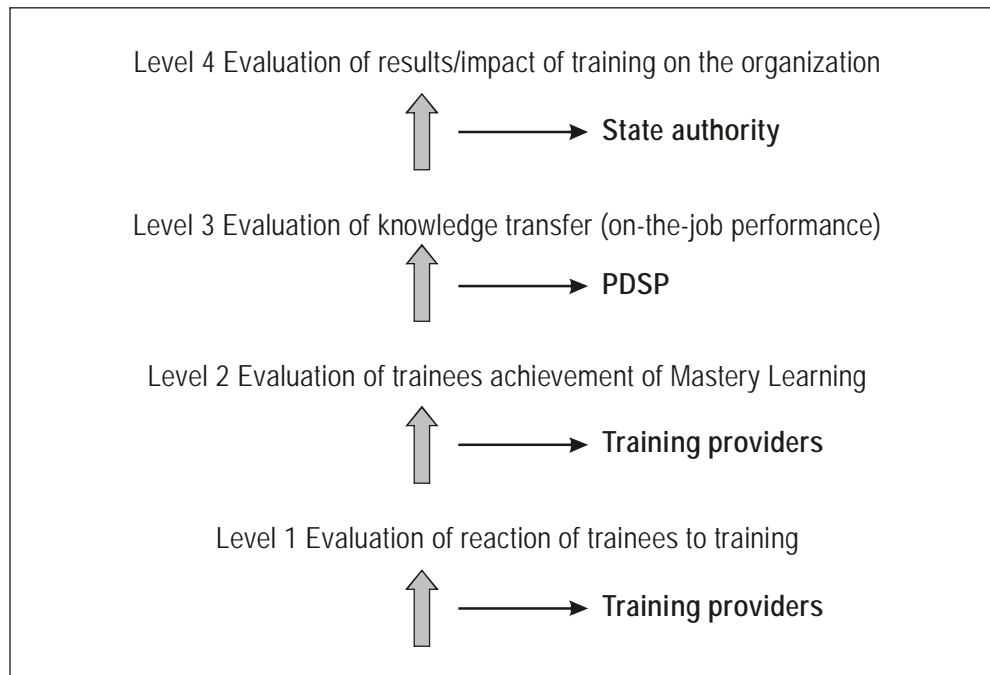 Level 4 Evaluation of results/impact of training on the organization
State authority
Level 3 Evaluation of knowledge transfer (on-the-job performance)
PDSP
Level 2 Evaluation of trainees achievement of Mastery Learning
Training providers
Level 1 Evaluation of reaction of trainees to training
Training providers